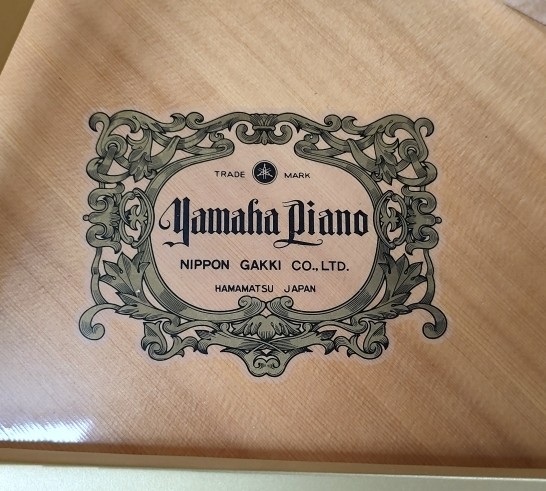 TRADE MARK
Yamaha Piano
NIPPON GAKKI CO., LTD.
HAMAMATSU JAPAN